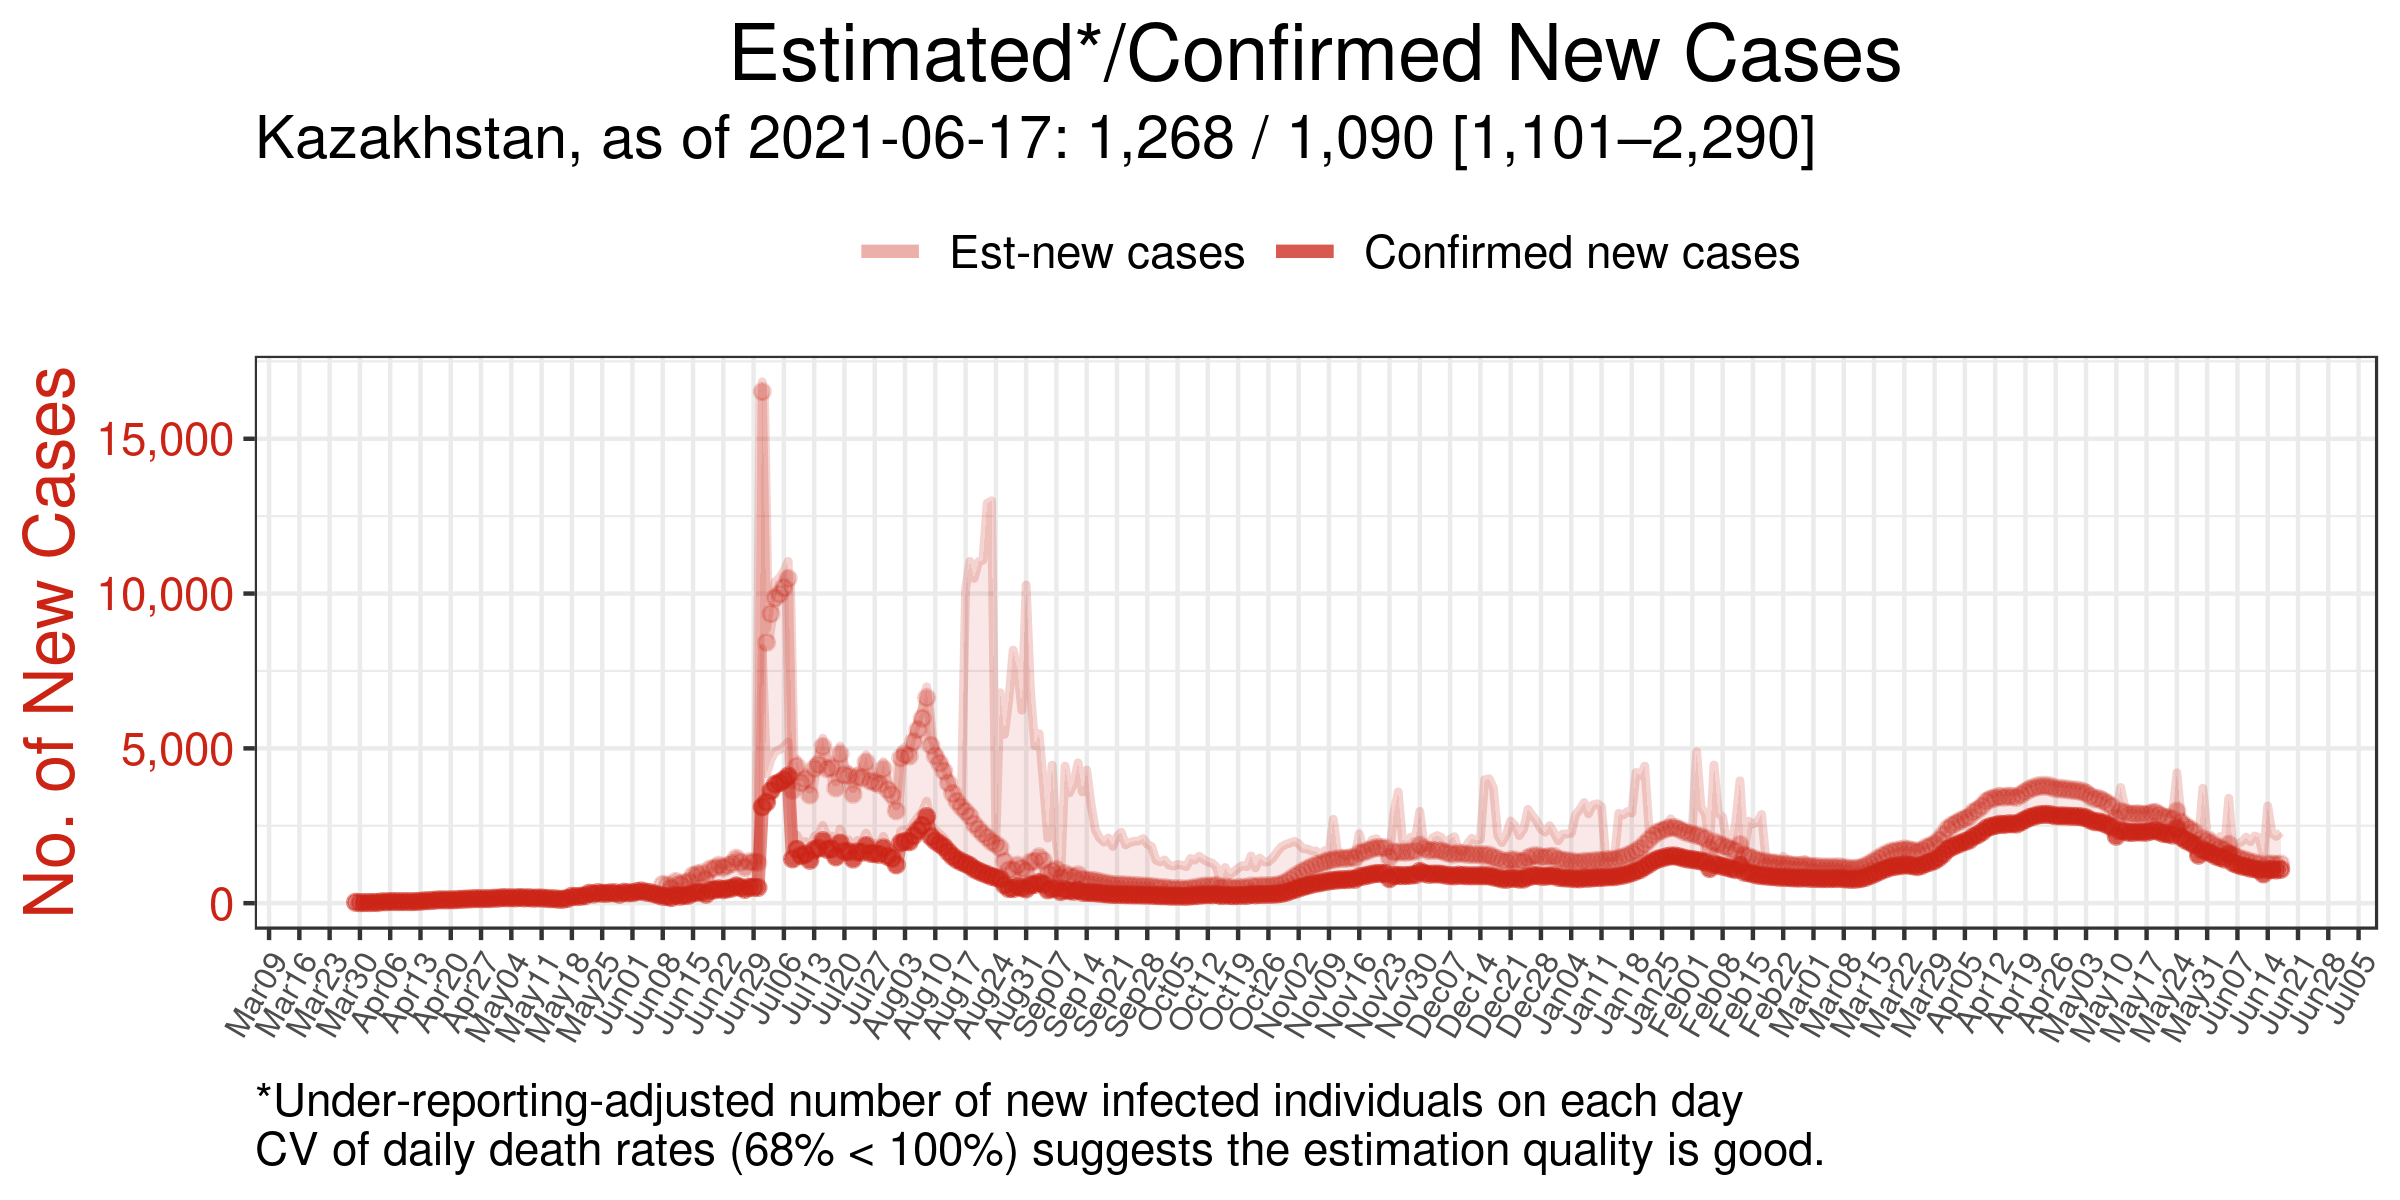 Estimated*/Confirmed New Cases
Kazakhstan, as of 2021-06-17: 1,268 / 1,090 [1,101–2,290]
Est-new cases
Confirmed new cases
No. of New Cases
15,000
10,000
5,000
0
Mar09
Mar16
Mar23
Mar30
Apr06
Apr13
Apr20
Apr27
May04
May11
May18
May25
Jun01
Jun08
Jun15
Jun22
Jun29
Jul06
Jul13
Jul20
Jul27
Aug03
Aug10
Aug17
Aug24
Aug31
Sep07
Sep14
Sep21
Sep28
Oct05
Oct12
Oct19
Oct26
Nov02
Nov09
Nov16
Nov23
Nov30
Dec07
Dec14
Dec21
Dec28
Jan04
Jan11
Jan18
Jan25
Feb01
Feb08
Feb15
Feb22
Mar01
Mar08
Mar15
Mar22
Mar29
Apr05
Apr12
Apr19
Apr26
May03
May10
May17
May24
May31
Jun07
Jun14
Jun21
Jun28
Jul05
*Under-reporting-adjusted number of new infected individuals on each day
CV of daily death rates (68% < 100%) suggests the estimation quality is good.